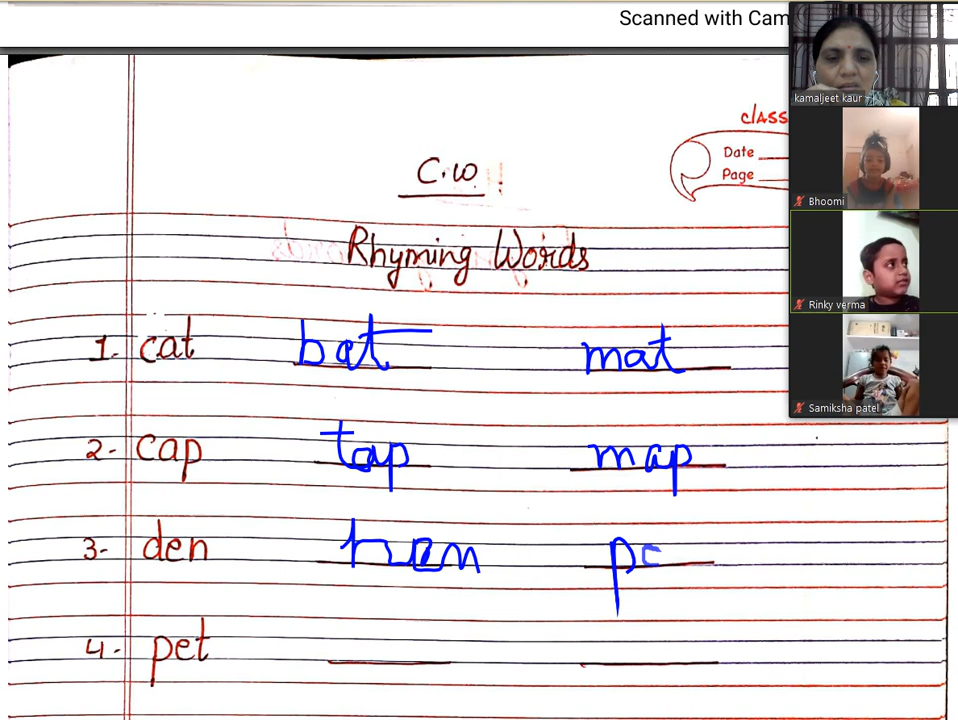 Scanned with Cam
kamaljeet kaur
CLASS
Date
Page
Bhoomi
C.W.
Rhyming Words
Rinky verma
1. cat bat mat
Samiksha patel
2. cap tap map
3. den hen
4. pet